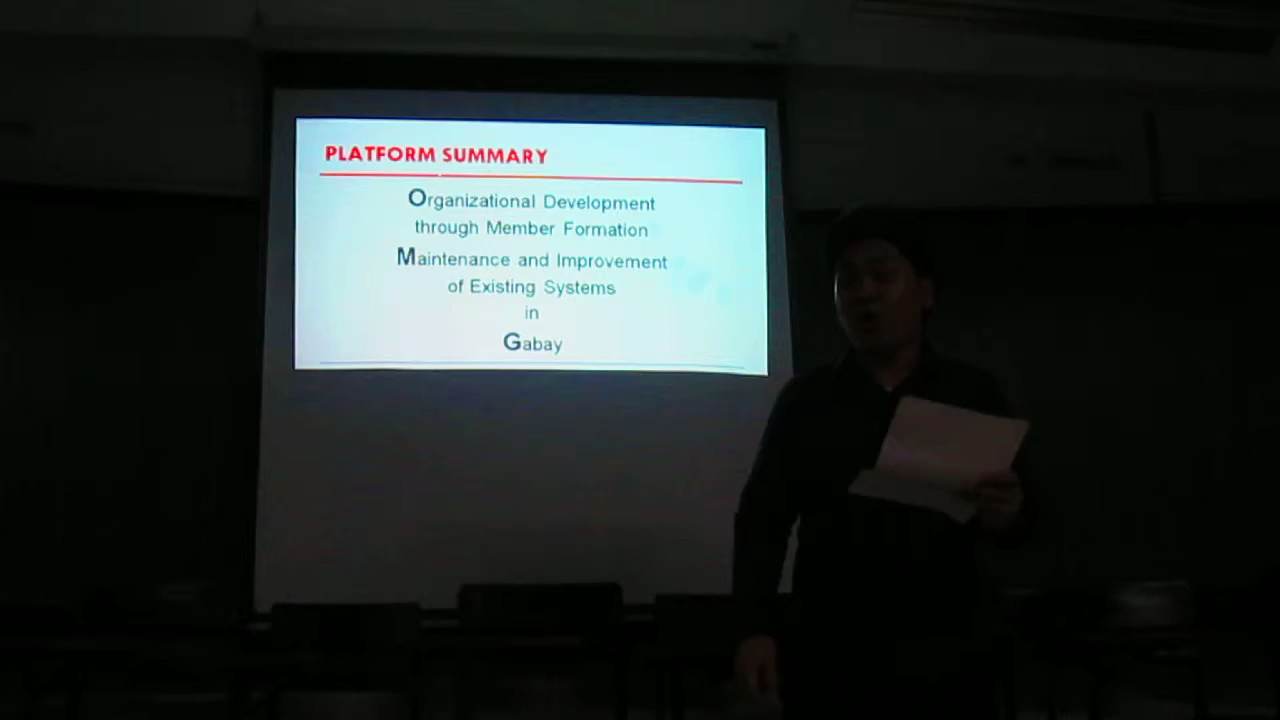 PLATFORM SUMMARY
Organizational Development
through Member Formation
Maintenance and Improvement
of Existing Systems
in
Gabay